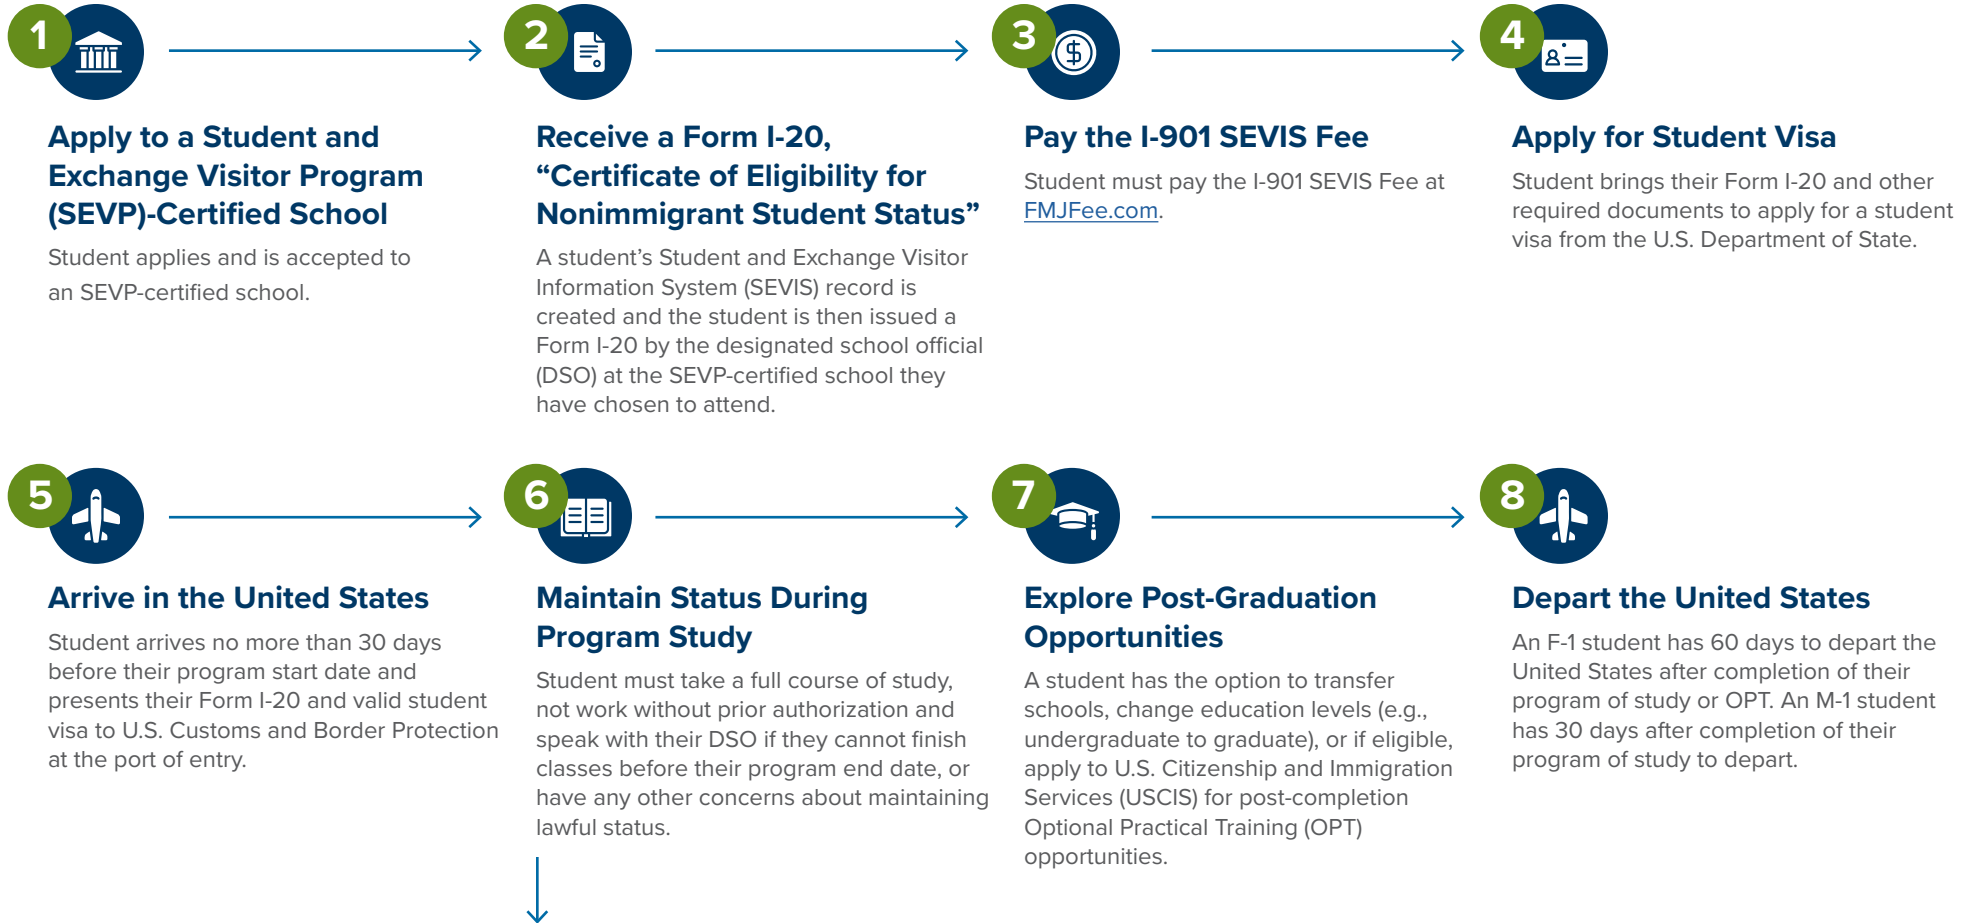 1
Apply to a Student and
Exchange Visitor Program
(SEVP)-Certified School
Student applies and is accepted to
an SEVP-certified school.
2
Receive a Form I-20,
“Certificate of Eligibility for
Nonimmigrant Student Status”
A student’s Student and Exchange Visitor
Information System (SEVIS) record is
created and the student is then issued a
Form I-20 by the designated school official
(DSO) at the SEVP-certified school they
have chosen to attend.
3
Pay the I-901 SEVIS Fee
Student must pay the I-901 SEVIS Fee at
FMJFee.com.
4
Apply for Student Visa
Student brings their Form I-20 and other
required documents to apply for a student
visa from the U.S. Department of State.
5
Arrive in the United States
Student arrives no more than 30 days
before their program start date and
presents their Form I-20 and valid student
visa to U.S. Customs and Border Protection
at the port of entry.
6
Maintain Status During
Program Study
Student must take a full course of study,
not work without prior authorization and
speak with their DSO if they cannot finish
classes before their program end date, or
have any other concerns about maintaining
lawful status.
7
Explore Post-Graduation
Opportunities
A student has the option to transfer
schools, change education levels (e.g.,
undergraduate to graduate), or if eligible,
apply to U.S. Citizenship and Immigration
Services (USCIS) for post-completion
Optional Practical Training (OPT)
opportunities.
8
Depart the United States
An F-1 student has 60 days to depart the
United States after completion of their
program of study or OPT. An M-1 student
has 30 days after completion of their
program of study to depart.